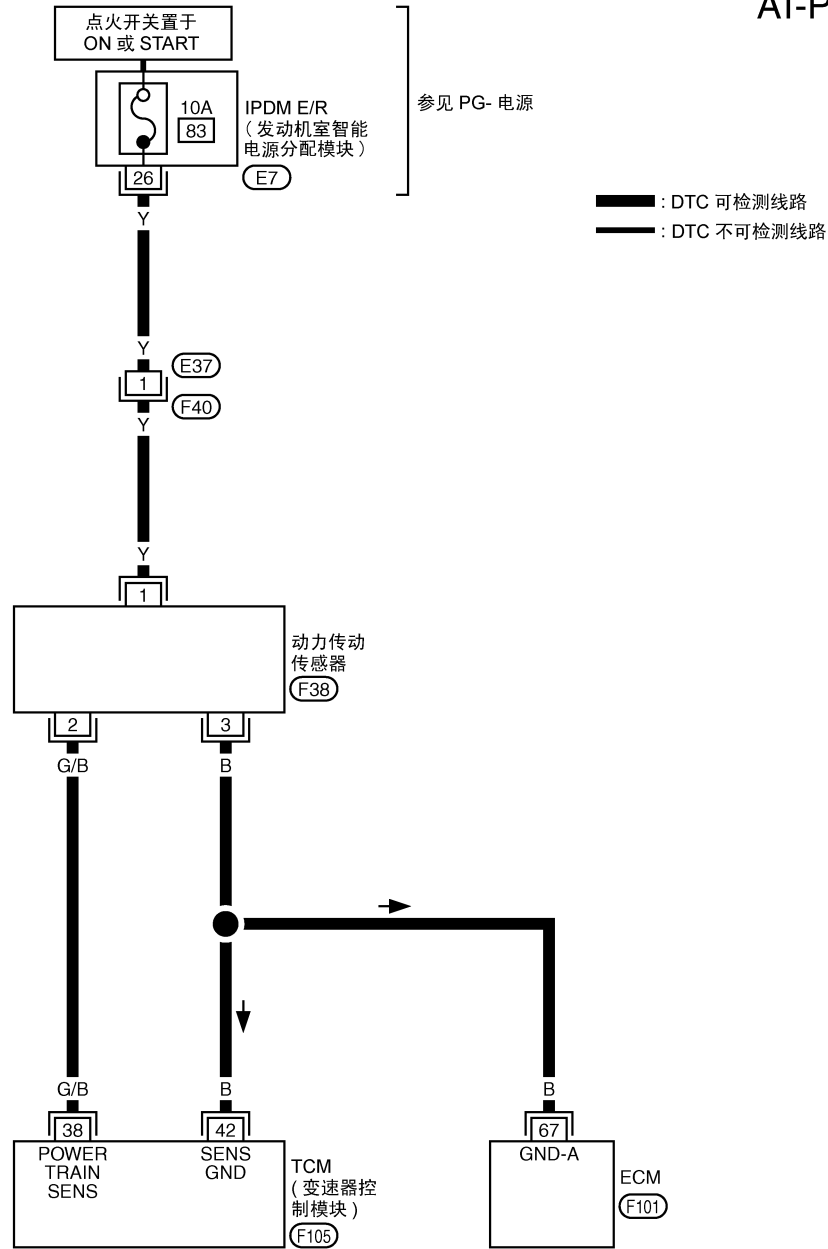 AT-P
点火开关置于
ON 或 START
10A
83
IPDM E/R
（发动机室智能
电源分配模块）
E7
26
参见 PG- 电源
: DTC 可检测线路
: DTC 不可检测线路
Y
Y
E37
1
F40
Y
Y
1
动力传动
传感器
F38
2
3
G/B
B
G/B
B
B
38
42
67
POWER
TRAIN
SENS
SENS
GND
TCM
(变速器控
制模块)
F105
GND-A
ECM
F101